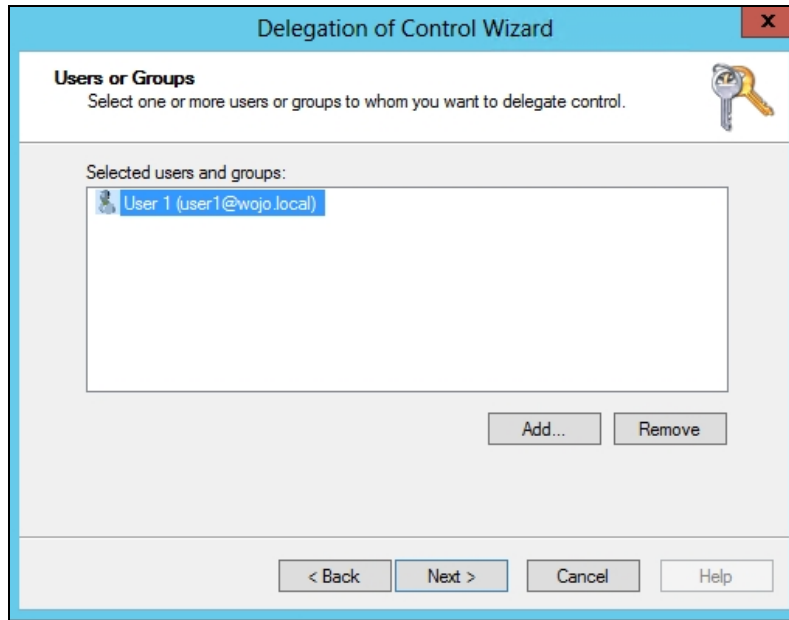 Delegation of Control Wizard
x
Users or Groups
Select one or more users or groups to whom you want to delegate control.
Selected users and groups:
User 1 (user1@wojo.local)
Add...
Remove
< Back
Next >
Cancel
Help